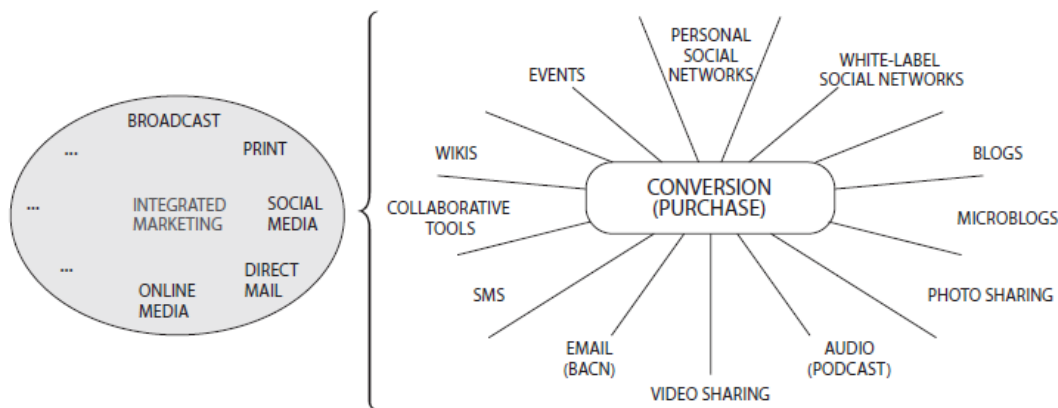 BROADCAST
...
PRINT
...
INTEGRATED
MARKETING
SOCIAL
MEDIA
...
DIRECT
MAIL
ONLINE
MEDIA
PERSONAL
SOCIAL
NETWORKS
EVENTS
WHITE-LABEL
SOCIAL NETWORKS
WIKIS
BLOGS
CONVERSION
(PURCHASE)
COLLABORATIVE
TOOLS
MICROBLOGS
SMS
PHOTO SHARING
EMAIL
(BACN)
AUDIO
(PODCAST)
VIDEO SHARING